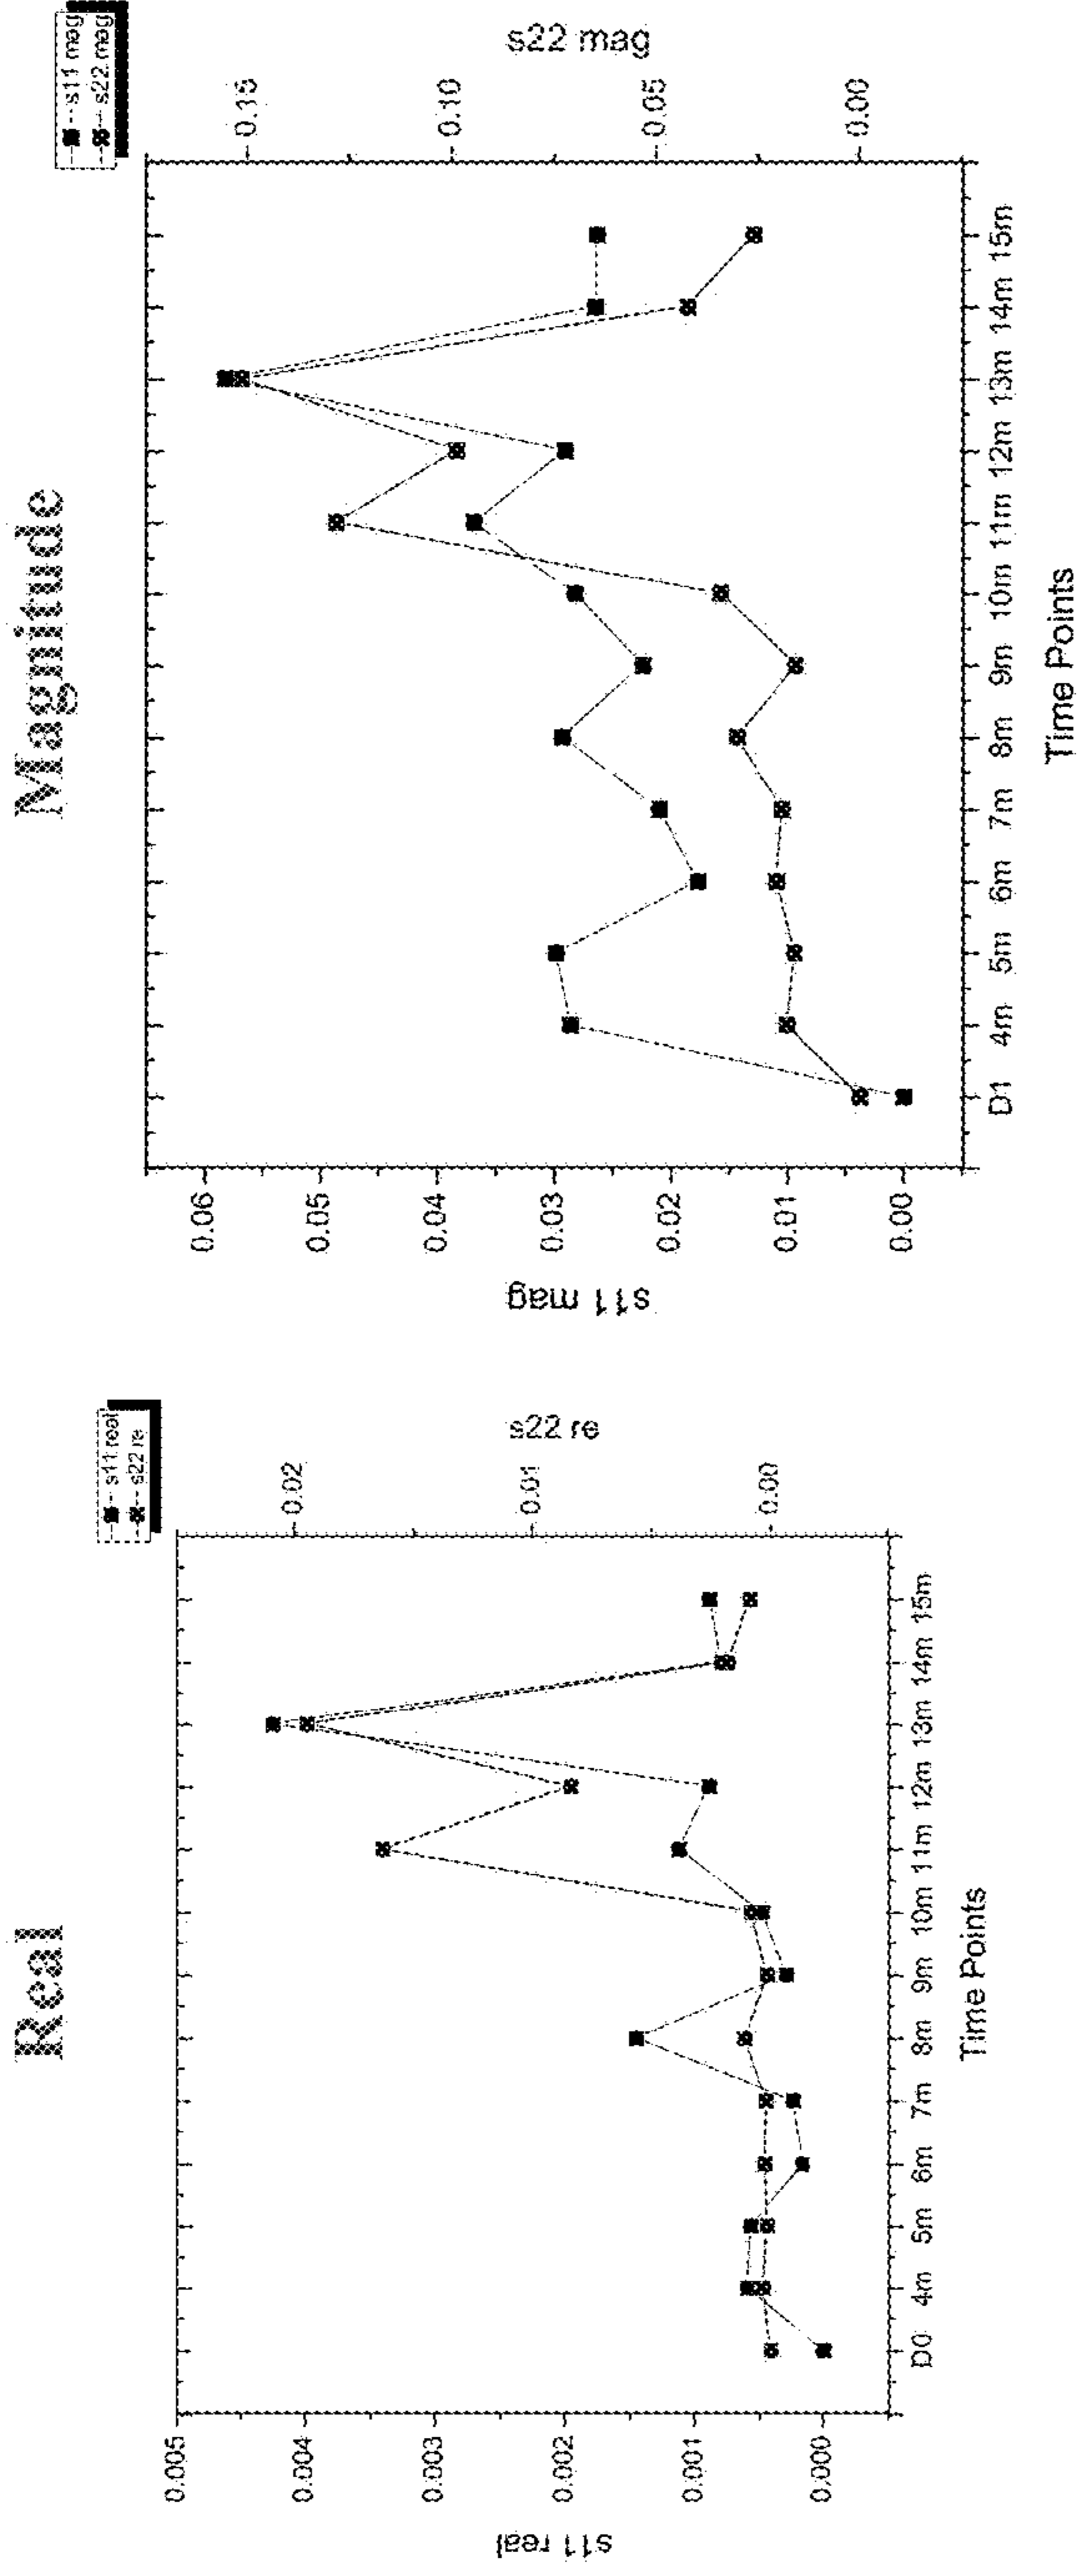 Real
s11 real
s22 re
0.005
0.004
0.003
0.002
0.001
0.000
s11 real
0.02
0.01
0.00
s22 re
D0 4m 5m 6m 7m 8m 9m 10m 11m 12m 13m 14m 15m
Time Points
Magnitude
s11 mag
s22 mag
0.06
0.05
0.04
0.03
0.02
0.01
0.00
s11 mag
0.15
0.10
0.05
0.00
s22 mag
D1 4m 5m 6m 7m 8m 9m 10m 11m 12m 13m 14m 15m
Time Points